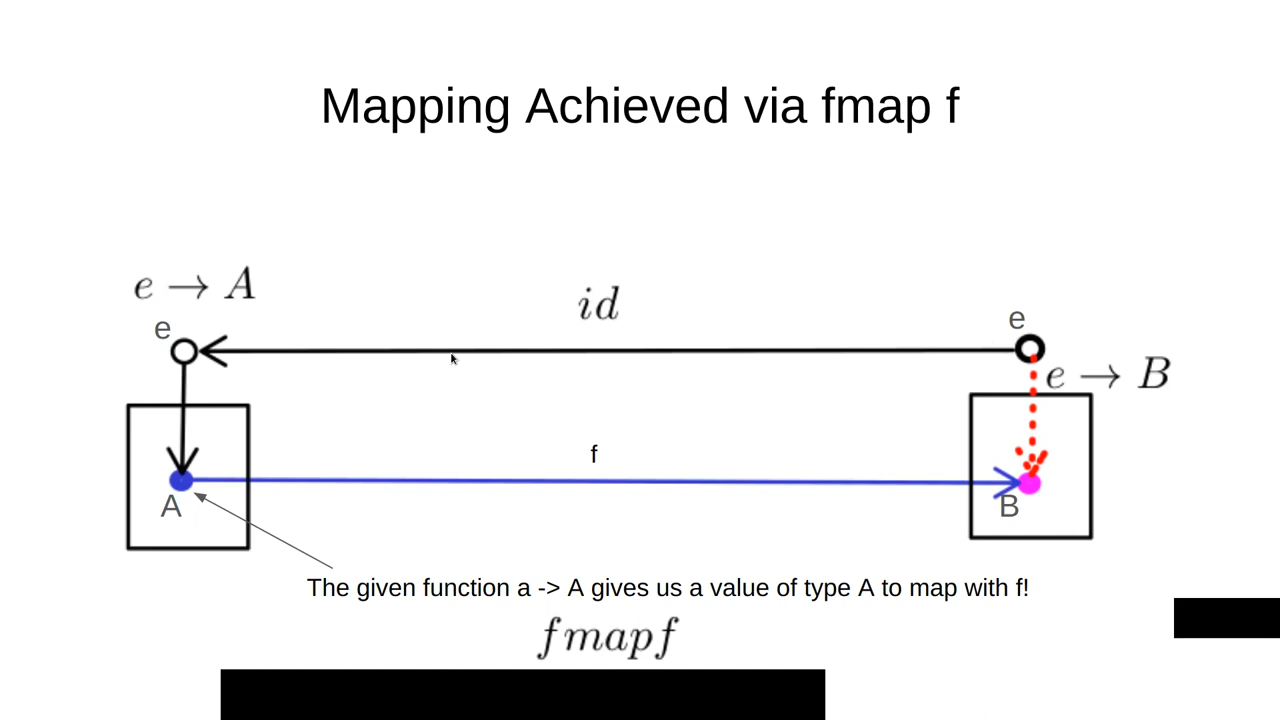 Mapping Achieved via fmap f
e → A
id
e
e
e → B
f
A
B
The given function a -> A gives us a value of type A to map with f!
fmapf